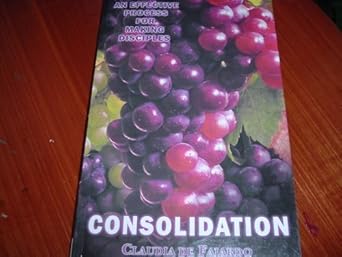 AN EFFECTIVE
PROCESS
FOR
MAKING
DISCIPLES
CONSOLIDATION
CLAUDIA DE FAJARDO